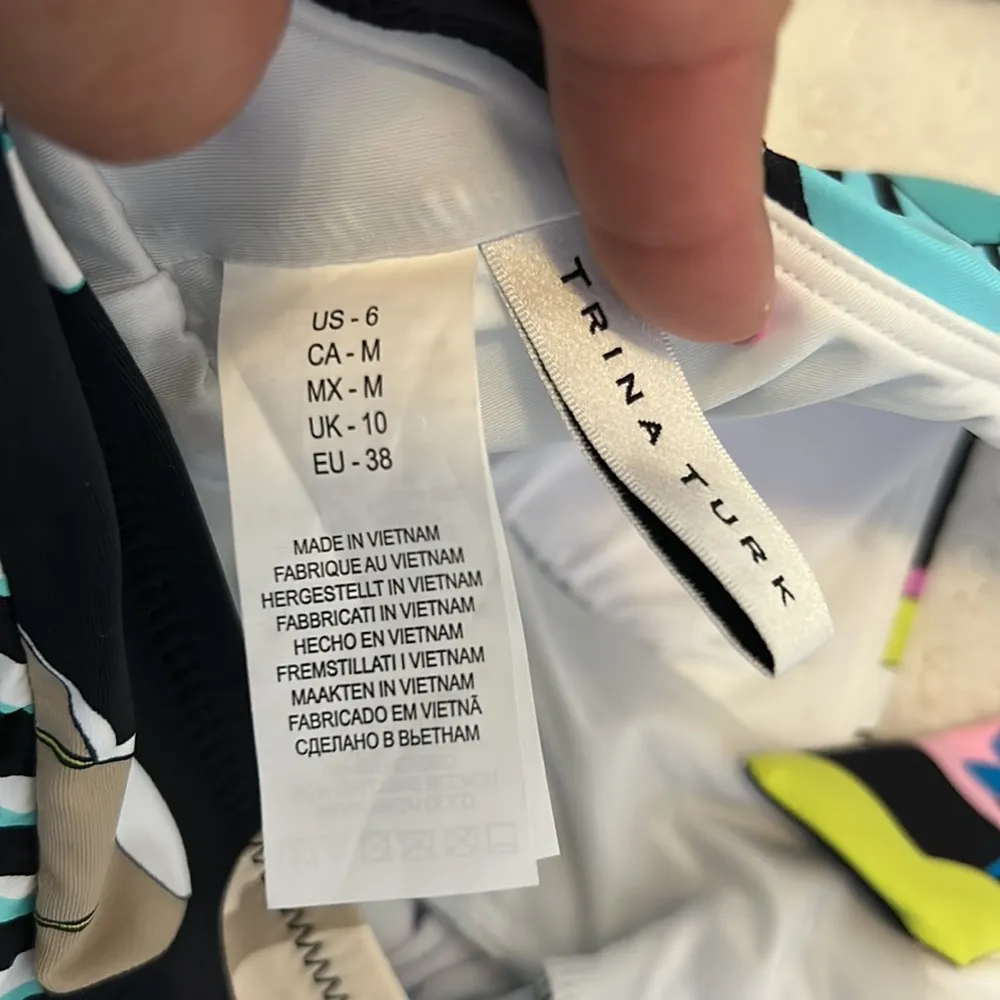 US - 6
CA - M
MX - M
UK - 10
EU - 38
MADE IN VIETNAM
FABRIQUE AU VIETNAM
HERGESTELLT IN VIETNAM
FABBRICATI IN VIETNAM
HECHO EN VIETNAM
FREMSTILLATI I VIETNAM
MAAKTEN IN VIETNAM
FABRICADO EM VIETNÃ
СДЕЛАНО В ВЬЕТНАМ
TRINA TURK